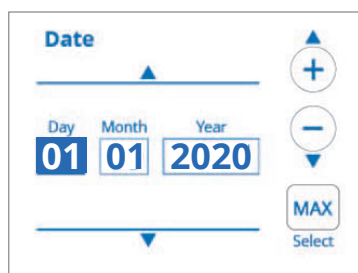 Date
Day Month Year
01 01 2020
+
−
MAX
Select